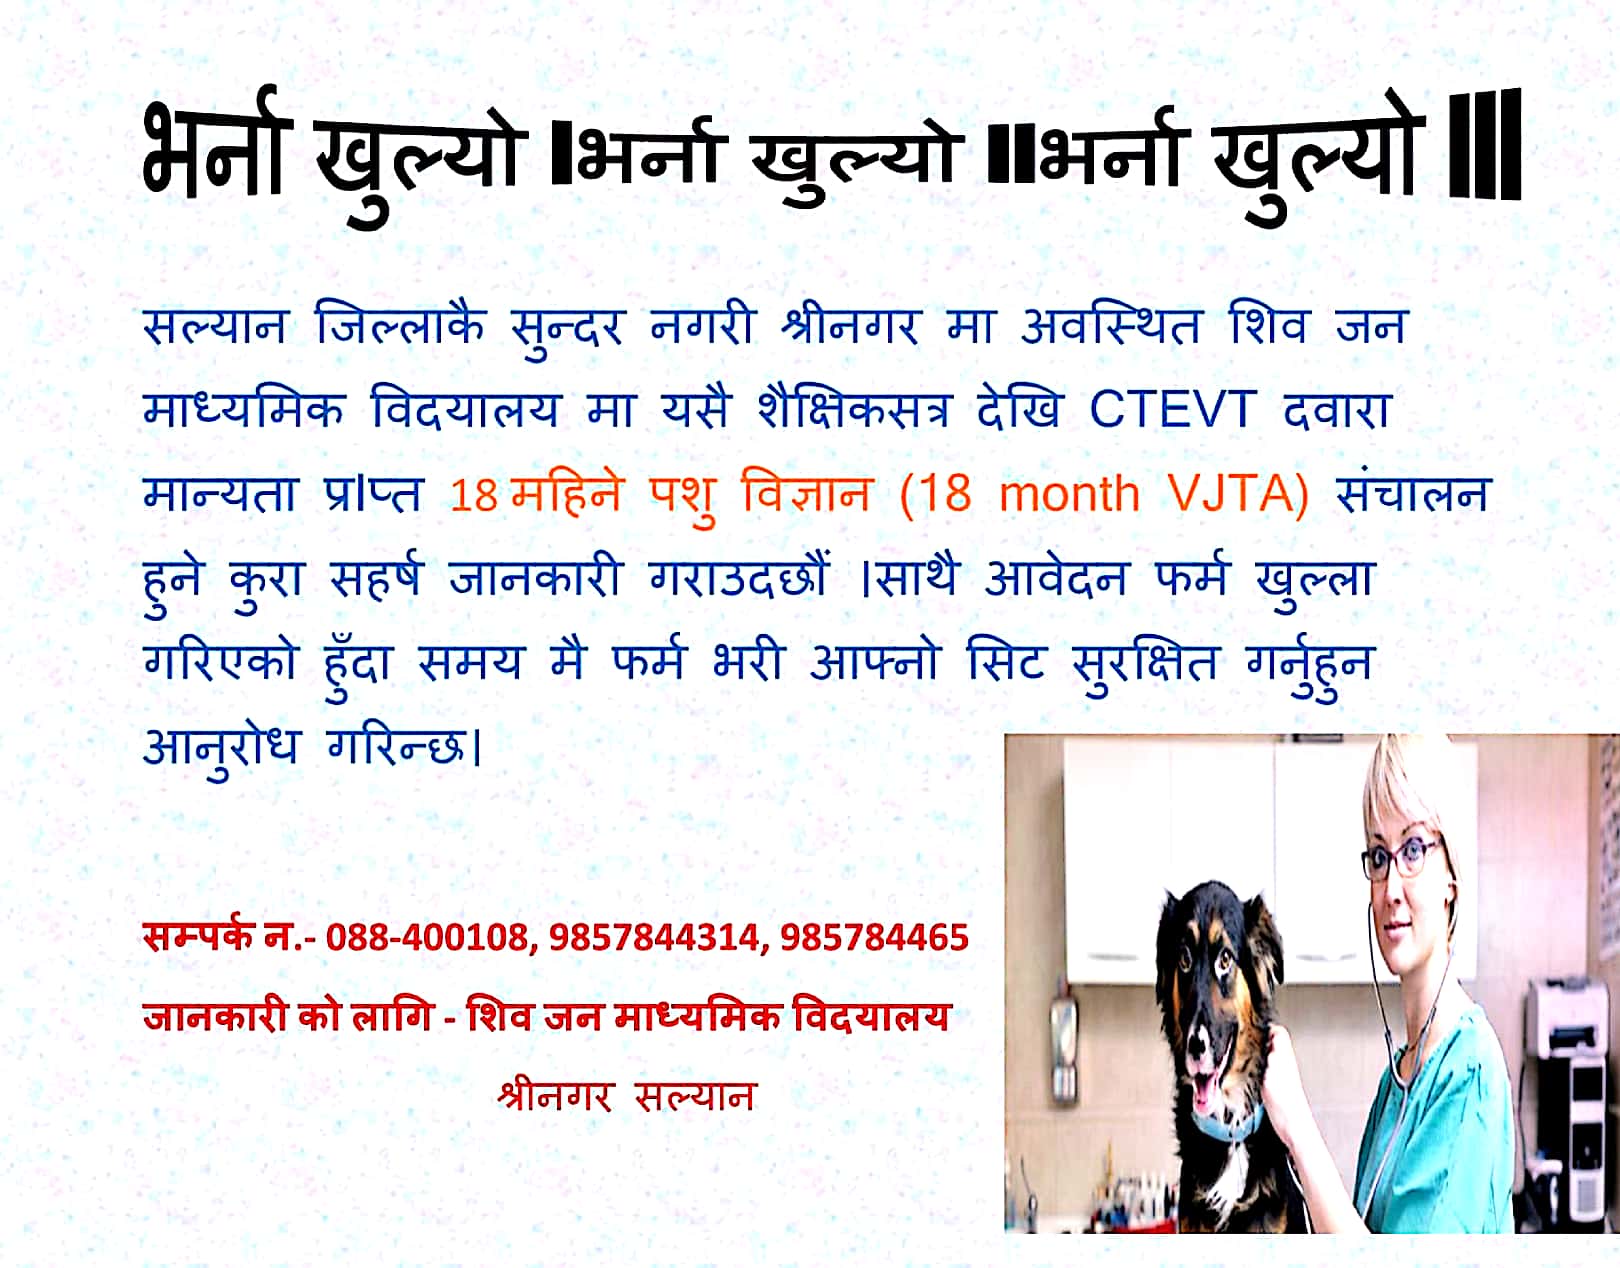 भर्ना खुल्यो ।भर्ना खुल्यो ॥भर्ना खुल्यो ॥।
सल्यान जिल्लाकै सुन्दर नगरी श्रीनगर मा अवस्थित शिव जन
माध्यमिक विदयालय मा यसै शैक्षिकसत्र देखि CTEVT दवारा
मान्यता प्राप्त 18 महिने पशु विज्ञान (18 month VJTA) संचालन
हुने कुरा सहर्ष जानकारी गराउदछौं ।साथै आवेदन फर्म खुल्ला
गरिएको हुँदा समय मै फर्म भरी आफ्नो सिट सुरक्षित गर्नुहुन
आनुरोध गरिन्छ।
सम्पर्क न.- 088-400108, 9857844314, 985784465
जानकारी को लागि - शिव जन माध्यमिक विदयालय
श्रीनगर सल्यान